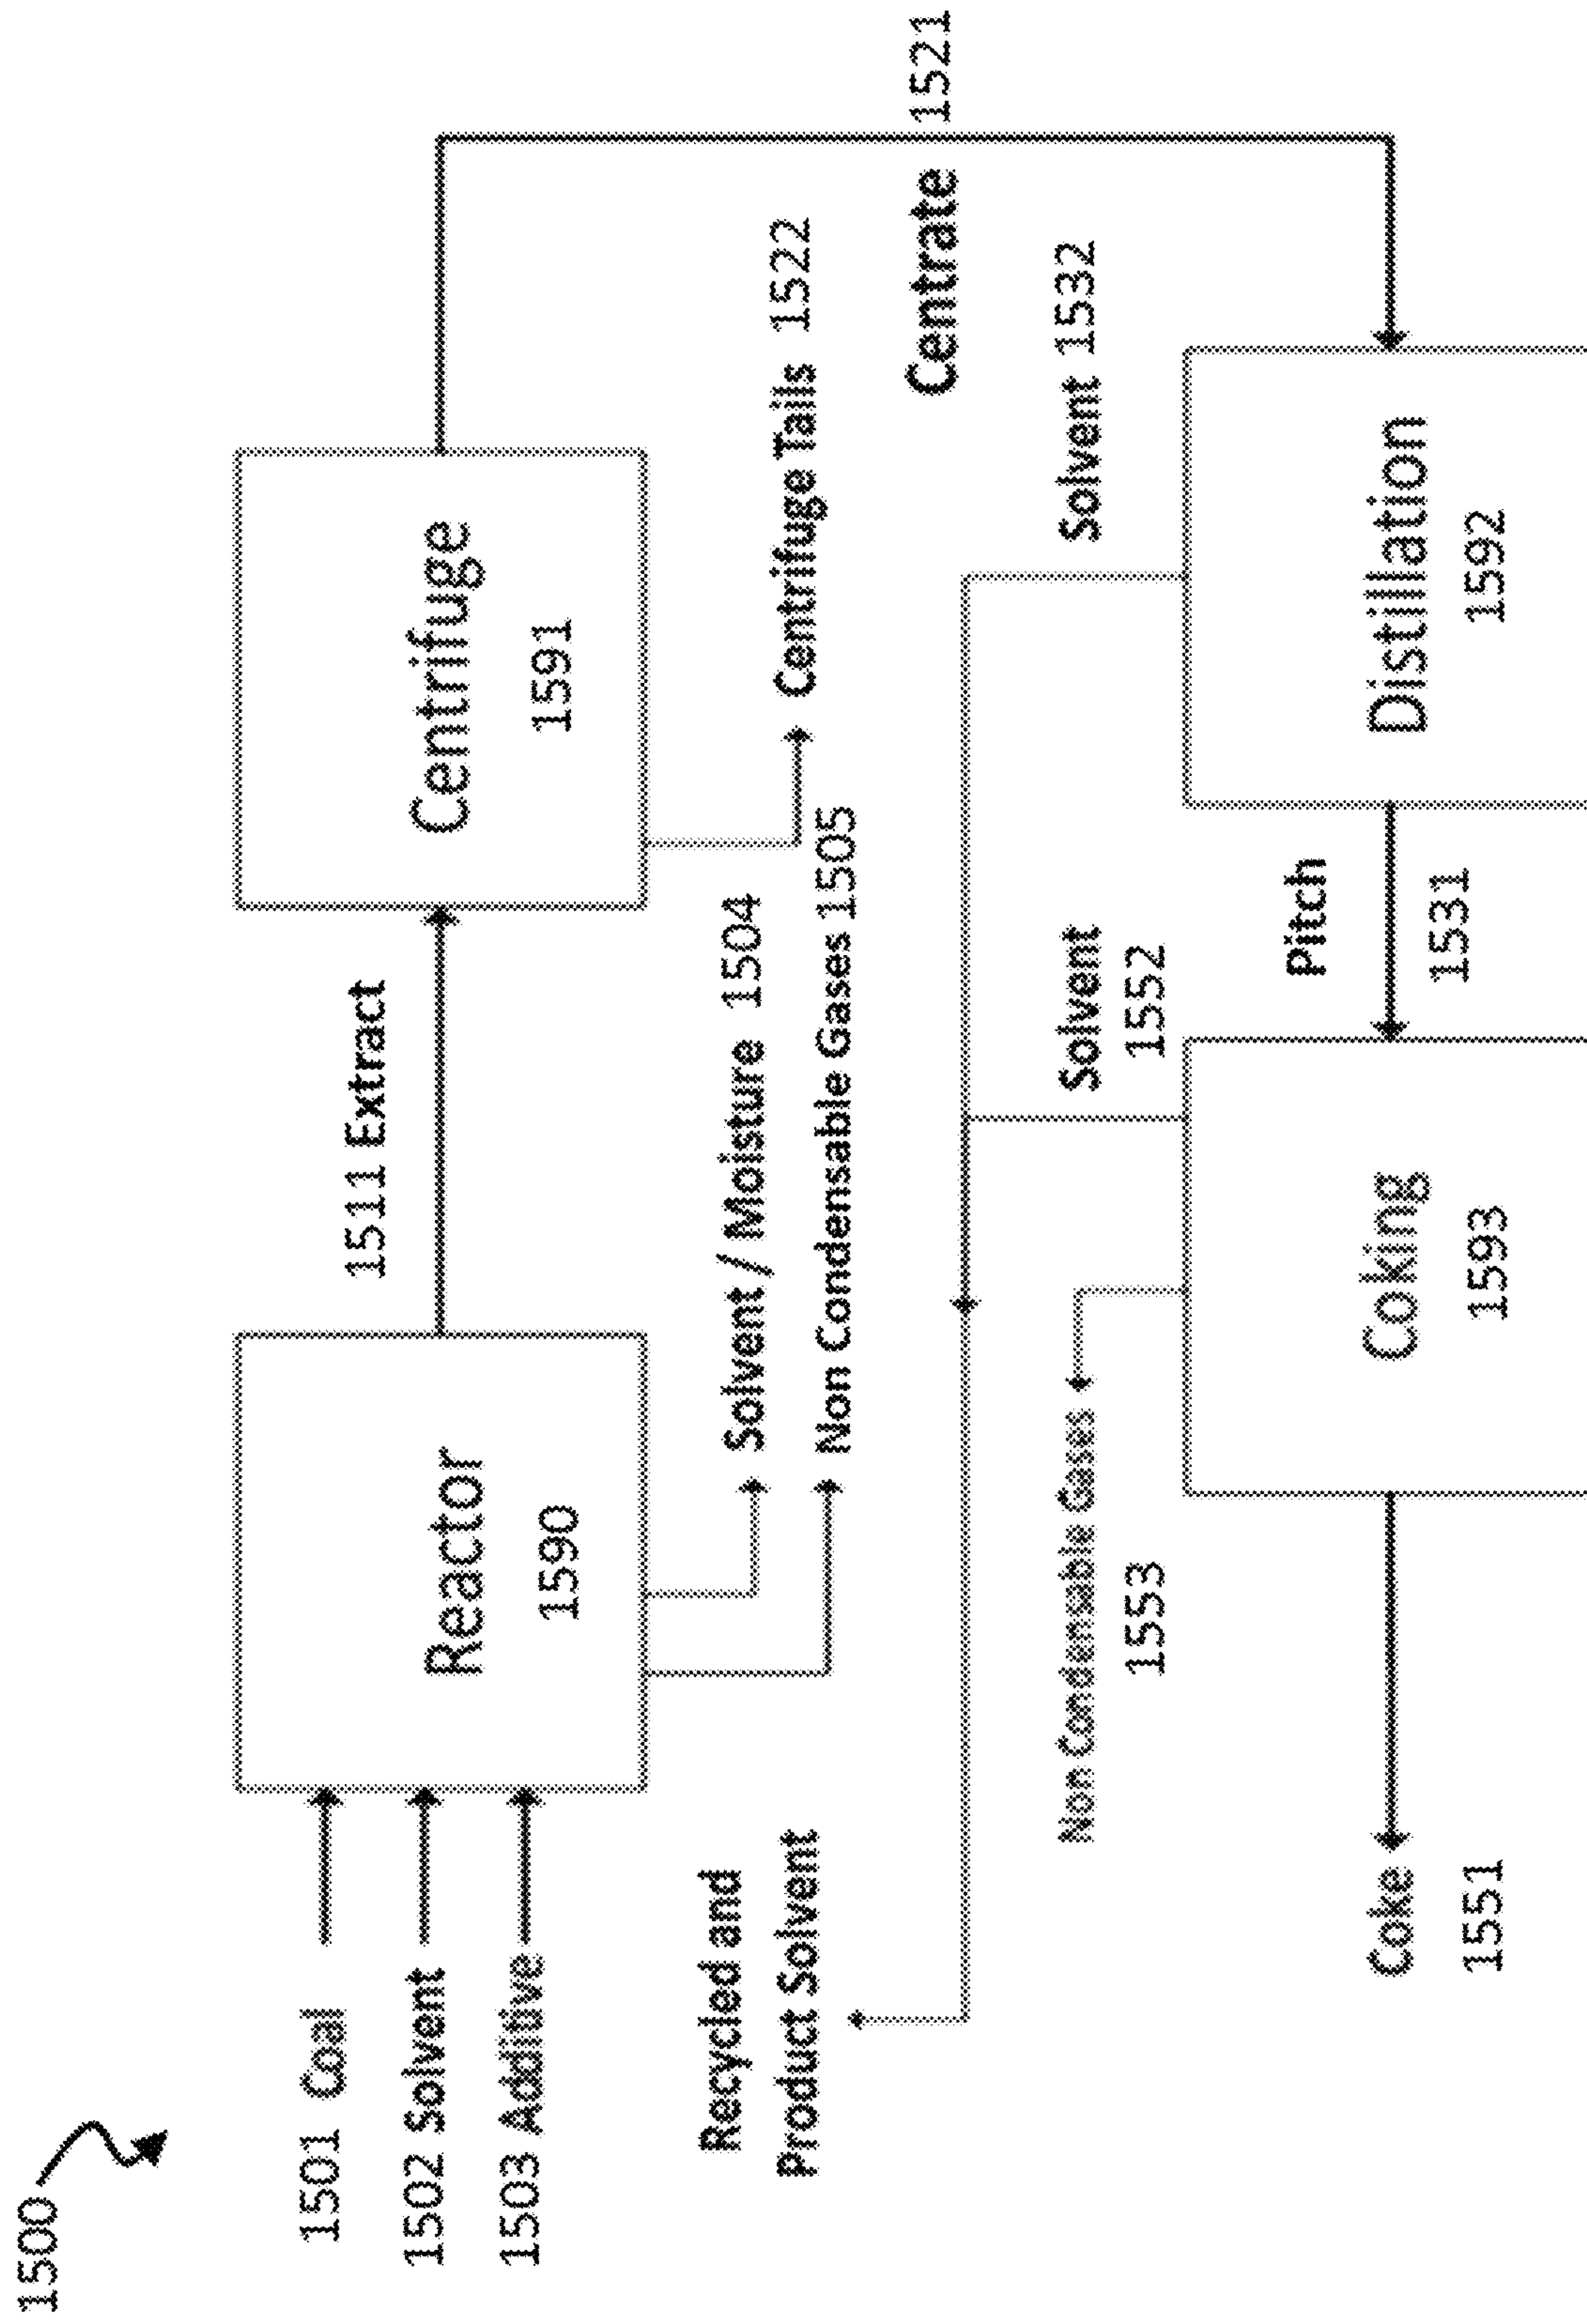 1500
1501 Coal
1502 Solvent
1503 Additive
Reactor
1590
1511 Extract
Centrifuge
1591
Solvent / Moisture 1504
Non Condensable Gases 1505
Centrifuge Tails 1522
Recycled and
Product Solvent
Centrate
1521
Non Condensable Gases
1553
Solvent
1552
Solvent 1532
Coke
1551
Coking
1593
Pitch
1531
Distillation
1592